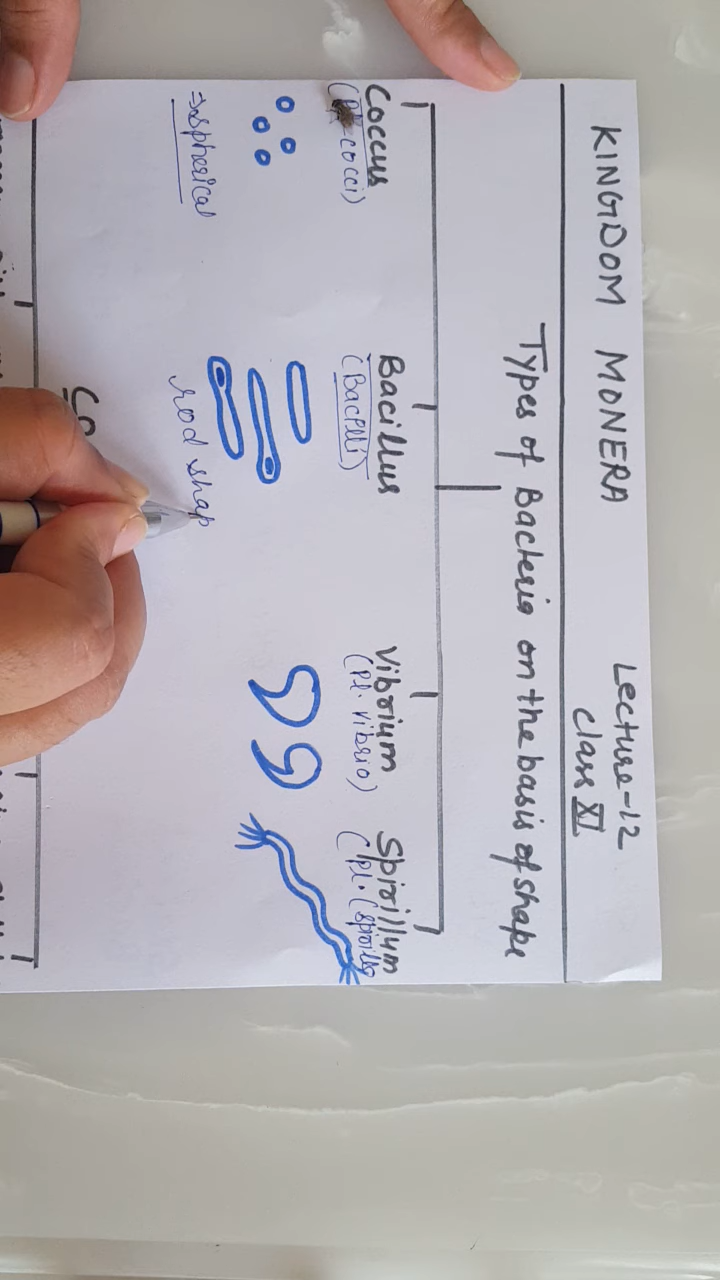 KINGDOM MONERA
Lecture-12
Class XI
Types of Bacteria on the basis of shape
Coccus
cocci)
⇒ spherical
Bacillus
(Bacilli)
rod shap
Vibrium
(Pl. vibrio)
Spirillum
(Pl. (spirilla
Co